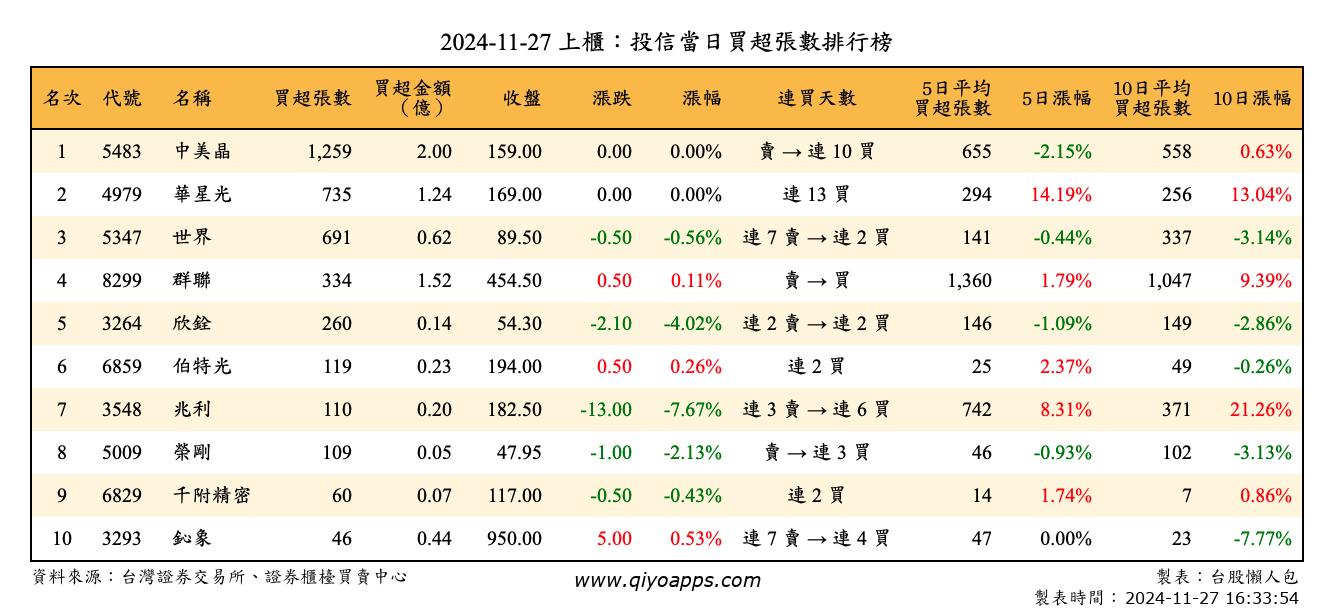 2024-11-27 上櫃：投信當日買超張數排行榜
名次 代號 名稱 買超張數 買超金額（億） 收盤 漲跌 漲幅 連買天數 5日平均買超張數 5日漲幅 10日平均買超張數 10日漲幅
1 5483 中美晶 1,259 2.00 159.00 0.00 0.00% 賣 → 連 10 買 655 -2.15% 558 0.63%
2 4979 華星光 735 1.24 169.00 0.00 0.00% 連 13 買 294 14.19% 256 13.04%
3 5347 世界 691 0.62 89.50 -0.50 -0.56% 連 7 賣 → 連 2 買 141 -0.44% 337 -3.14%
4 8299 群聯 334 1.52 454.50 0.50 0.11% 賣 → 買 1,360 1.79% 1,047 9.39%
5 3264 欣銓 260 0.14 54.30 -2.10 -4.02% 連 2 賣 → 連 2 買 146 -1.09% 149 -2.86%
6 6859 伯特光 119 0.23 194.00 0.50 0.26% 連 2 買 25 2.37% 49 -0.26%
7 3548 兆利 110 0.20 182.50 -13.00 -7.67% 連 3 賣 → 連 6 買 742 8.31% 371 21.26%
8 5009 榮剛 109 0.05 47.95 -1.00 -2.13% 賣 → 連 3 買 46 -0.93% 102 -3.13%
9 6829 千附精密 60 0.07 117.00 -0.50 -0.43% 連 2 買 14 1.74% 7 0.86%
10 3293 鈊象 46 0.44 950.00 5.00 0.53% 連 7 賣 → 連 4 買 47 0.00% 23 -7.77%
資料來源：台灣證券交易所、證券櫃檯買賣中心 www.qiyoapps.com 製表：台股懶人包
製表時間：2024-11-27 16:33:54